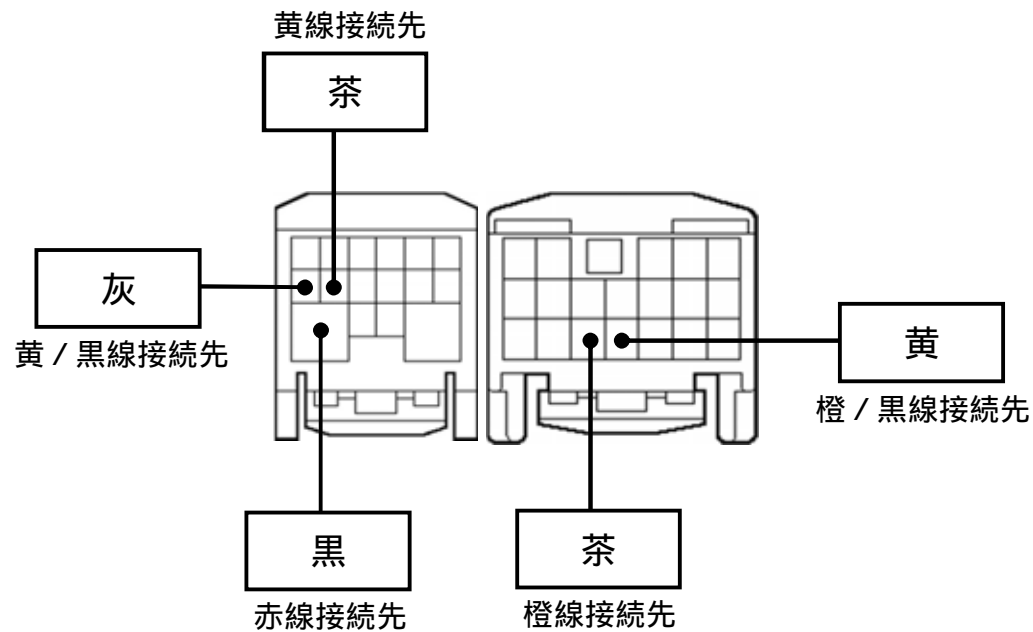 黄線接続先
茶
灰
黄 / 黒線接続先
黄
橙 / 黒線接続先
黒
赤線接続先
茶
橙線接続先